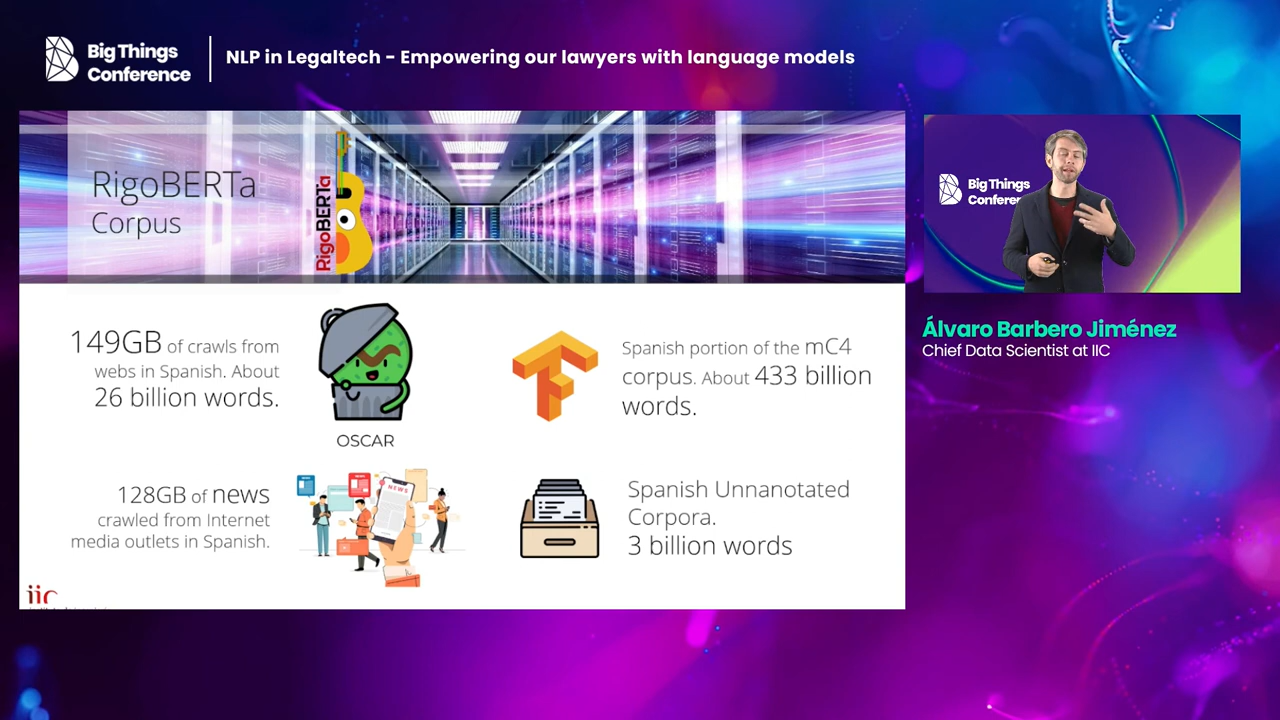 Big Things
Conference
NLP in Legaltech - Empowering our lawyers with language models
RigoBERTa
Corpus
RigoBERTa
149GB of crawls from
webs in Spanish. About
26 billion words.
OSCAR
Spanish portion of the mC4
corpus. About 433 billion
words.
128GB of news
crawled from Internet
media outlets in Spanish.
NEWS
Spanish Unnanotated
Corpora.
3 billion words
iic
Big Things
Conferen
Álvaro Barbero Jiménez
Chief Data Scientist at IIC